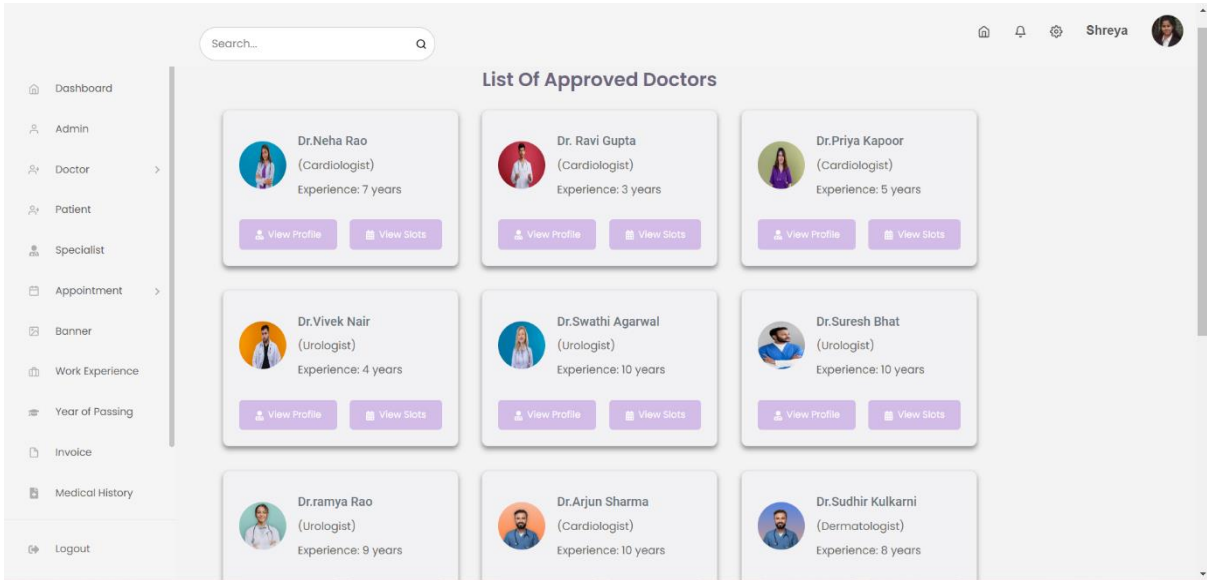 Search...
Shreya
Dashboard
Admin
Doctor
Patient
Specialist
Appointment
Banner
Work Experience
Year of Passing
Invoice
Medical History
Logout
List Of Approved Doctors
Dr.Neha Rao
(Cardiologist)
Experience: 7 years
View Profile
View Slots
Dr. Ravi Gupta
(Cardiologist)
Experience: 3 years
View Profile
View Slots
Dr.Priya Kapoor
(Cardiologist)
Experience: 5 years
View Profile
View Slots
Dr.Vivek Nair
(Urologist)
Experience: 4 years
View Profile
View Slots
Dr.Swathi Agarwal
(Urologist)
Experience: 10 years
View Profile
View Slots
Dr.Suresh Bhat
(Urologist)
Experience: 10 years
View Profile
View Slots
Dr.ramya Rao
(Urologist)
Experience: 9 years
Dr.Arjun Sharma
(Cardiologist)
Experience: 10 years
Dr.Sudhir Kulkarni
(Dermatologist)
Experience: 8 years